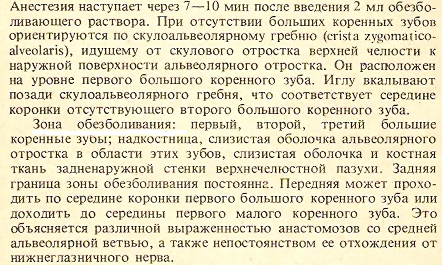 Анестезия наступает через 7—10 мин после введения 2 мл обезбо-
ливающего раствора. При отсутствии больших коренных зубов
ориентируются по скулоальвеолярному гребню (crista zygomatico-
alveolaris), идущему от скулового отростка верхней челюсти к
наружной поверхности альвеолярного отростка. Он расположен
на уровне первого большого коренного зуба. Иглу вкалывают
позади скулоальвеолярного гребня, что соответствует середине
коронки отсутствующего второго большого коренного зуба.
Зона обезболивания: первый, второй, третий большие
коренные зубы; надкостница, слизистая оболочка альвеолярного
отростка в области этих зубов, слизистая оболочка и костная
ткань задненаружной стенки верхнечелюстной пазухи. Задняя
граница зоны обезболивания постоянна. Передняя может прохо-
дить по середине коронки первого большого коренного зуба или
доходить до середины первого малого коренного зуба. Это
объясняется различной выраженностью анастомозов со средней
альвеолярной ветвью, а также непостоянством ее отхождения от
нижнеглазничного нерва.